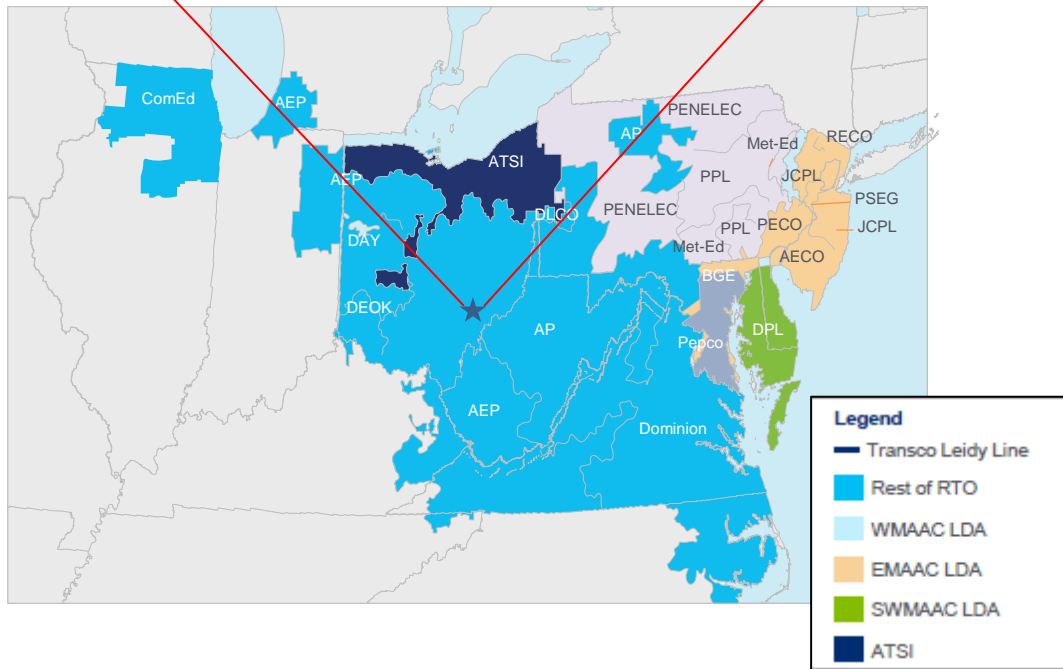 ComEd
AEP
PENELEC
AP
RECO
Met-Ed
ATSI
JCPL
PPL
AEP
PSEG
DLCO
PENELEC
PECO
JCPL
DAY
PPL
Met-Ed
AECO
BGE
DEOK
AP
DPL
Pepco
AEP
Dominion
Legend
Transco Leidy Line
Rest of RTO
WMAAC LDA
EMAAC LDA
SWMAAC LDA
ATSI